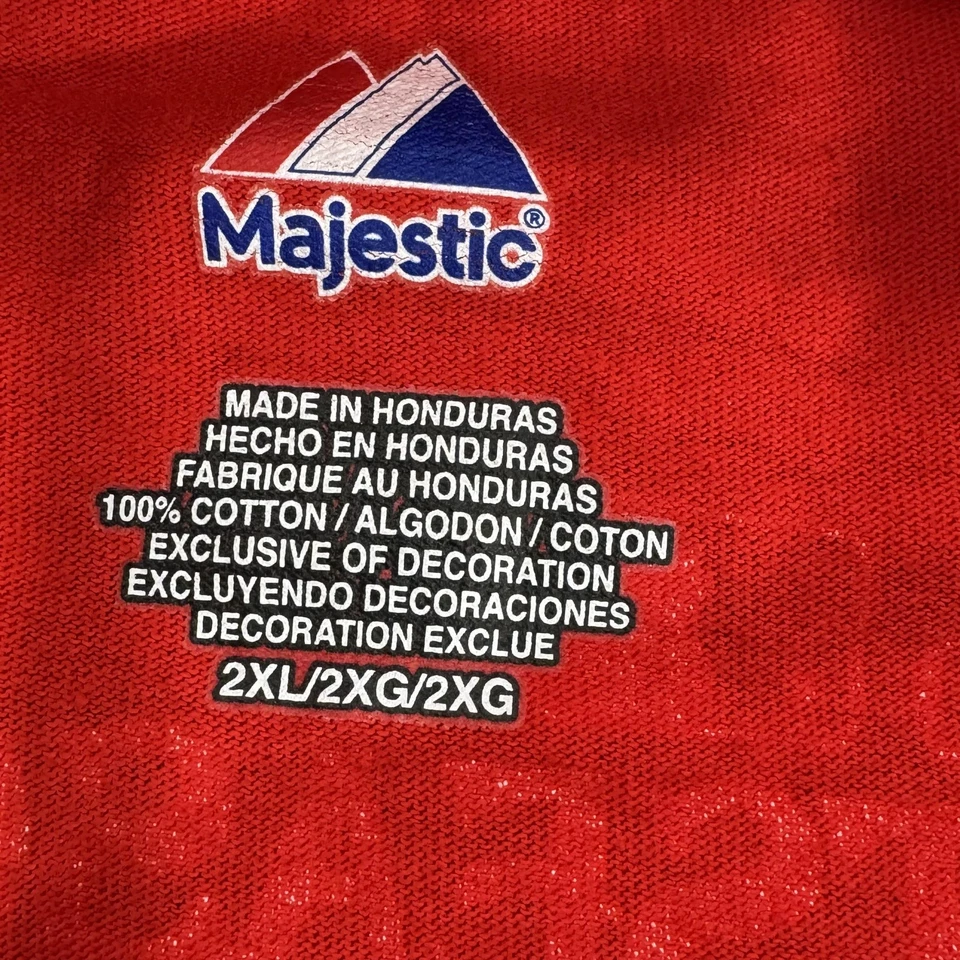 Majestic®
MADE IN HONDURAS
HECHO EN HONDURAS
FABRIQUE AU HONDURAS
100% COTTON / ALGODON / COTON
EXCLUSIVE OF DECORATION
EXCLUYENDO DECORACIONES
DECORATION EXCLUE
2XL/2XG/2XG